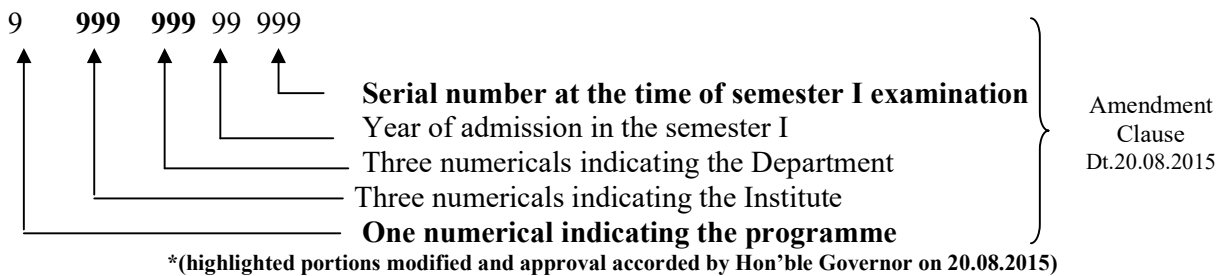 9 999 999 99 999
Serial number at the time of semester I examination
Year of admission in the semester I
Three numericals indicating the Department
Three numericals indicating the Institute
One numerical indicating the programme
Amendment
Clause
Dt.20.08.2015
*(highlighted portions modified and approval accorded by Hon'ble Governor on 20.08.2015)